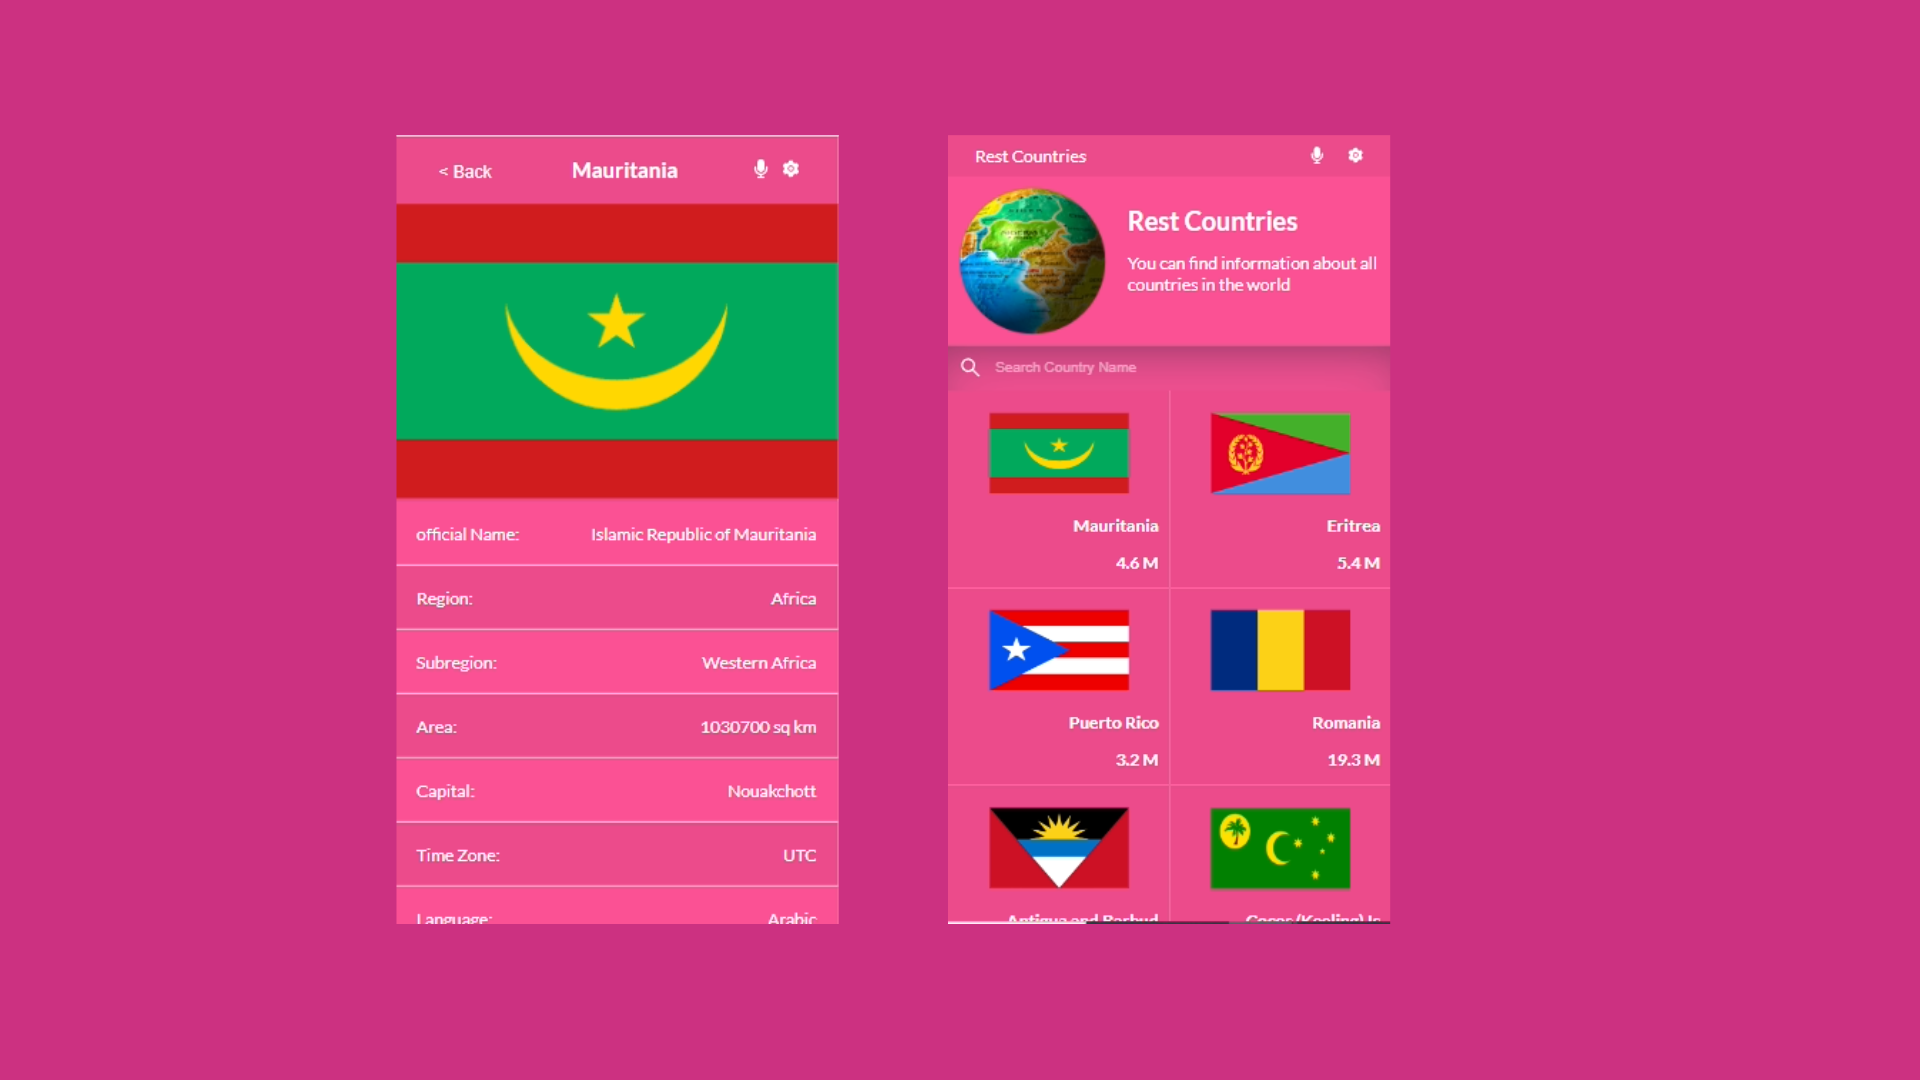 < Back
Mauritania
official Name:
Islamic Republic of Mauritania
Region:
Africa
Subregion:
Western Africa
Area:
1030700 sq km
Capital:
Nouakchott
Time Zone:
UTC
Language:
Arabic
Rest Countries
Rest Countries
You can find information about all
countries in the world
Search Country Name
Mauritania
4.6 M
Eritrea
5.4 M
Puerto Rico
3.2 M
Romania
19.3 M
Antigua and Barbud
Cocos (Keeling) Is